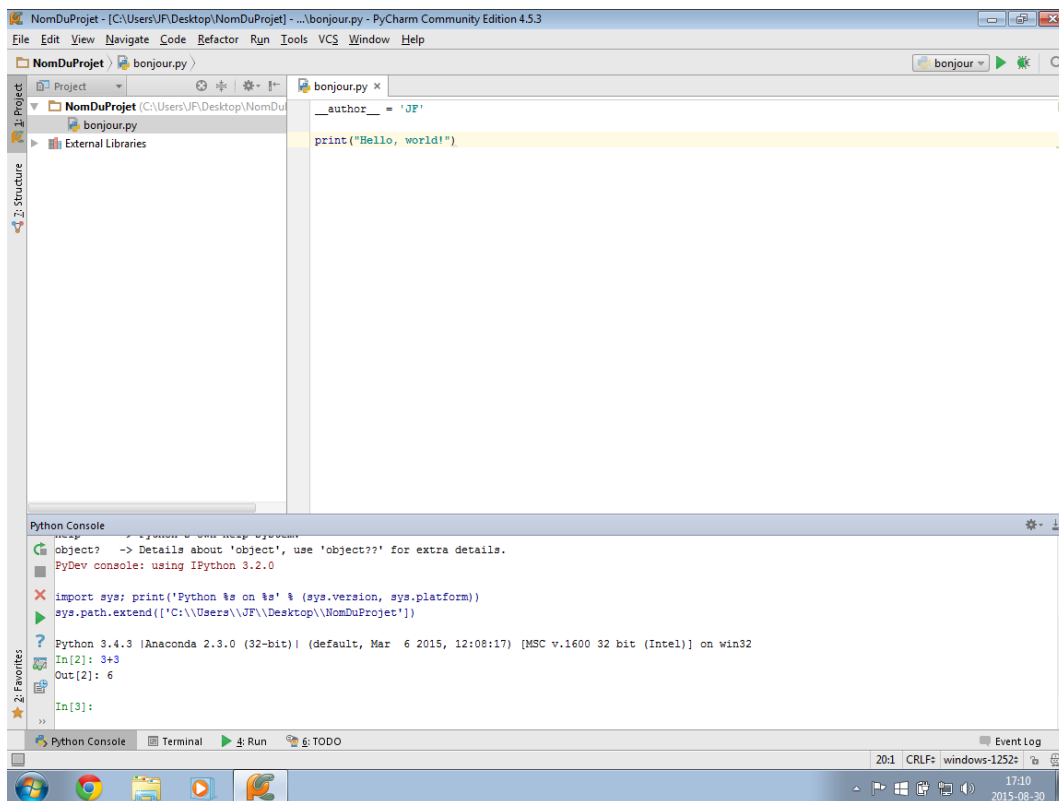 NomDuProjet - [C:\Users\JF\Desktop\NomDuProjet] - ...\bonjour.py - PyCharm Community Edition 4.5.3
File Edit View Navigate Code Refactor Run Tools VCS Window Help
NomDuProjet bonjour.py bonjour
1: Project
7: Structure
2: Favorites
Project
NomDuProjet (C:\Users\JF\Desktop\NomDu
bonjour.py
External Libraries
bonjour.py
__author__ = 'JF'
print("Hello, world!")
Python Console
help -> Python's own help system.
object? -> Details about 'object', use 'object??' for extra details.
PyDev console: using IPython 3.2.0
import sys; print('Python %s on %s' % (sys.version, sys.platform))
sys.path.extend(['C:\\Users\\JF\\Desktop\\NomDuProjet'])
Python 3.4.3 |Anaconda 2.3.0 (32-bit)| (default, Mar  6 2015, 12:08:17) [MSC v.1600 32 bit (Intel)] on win32
In[2]: 3+3
Out[2]: 6
In[3]:
Python Console Terminal 4: Run 6: TODO Event Log
20:1 CRLF windows-1252
17:10
2015-08-30